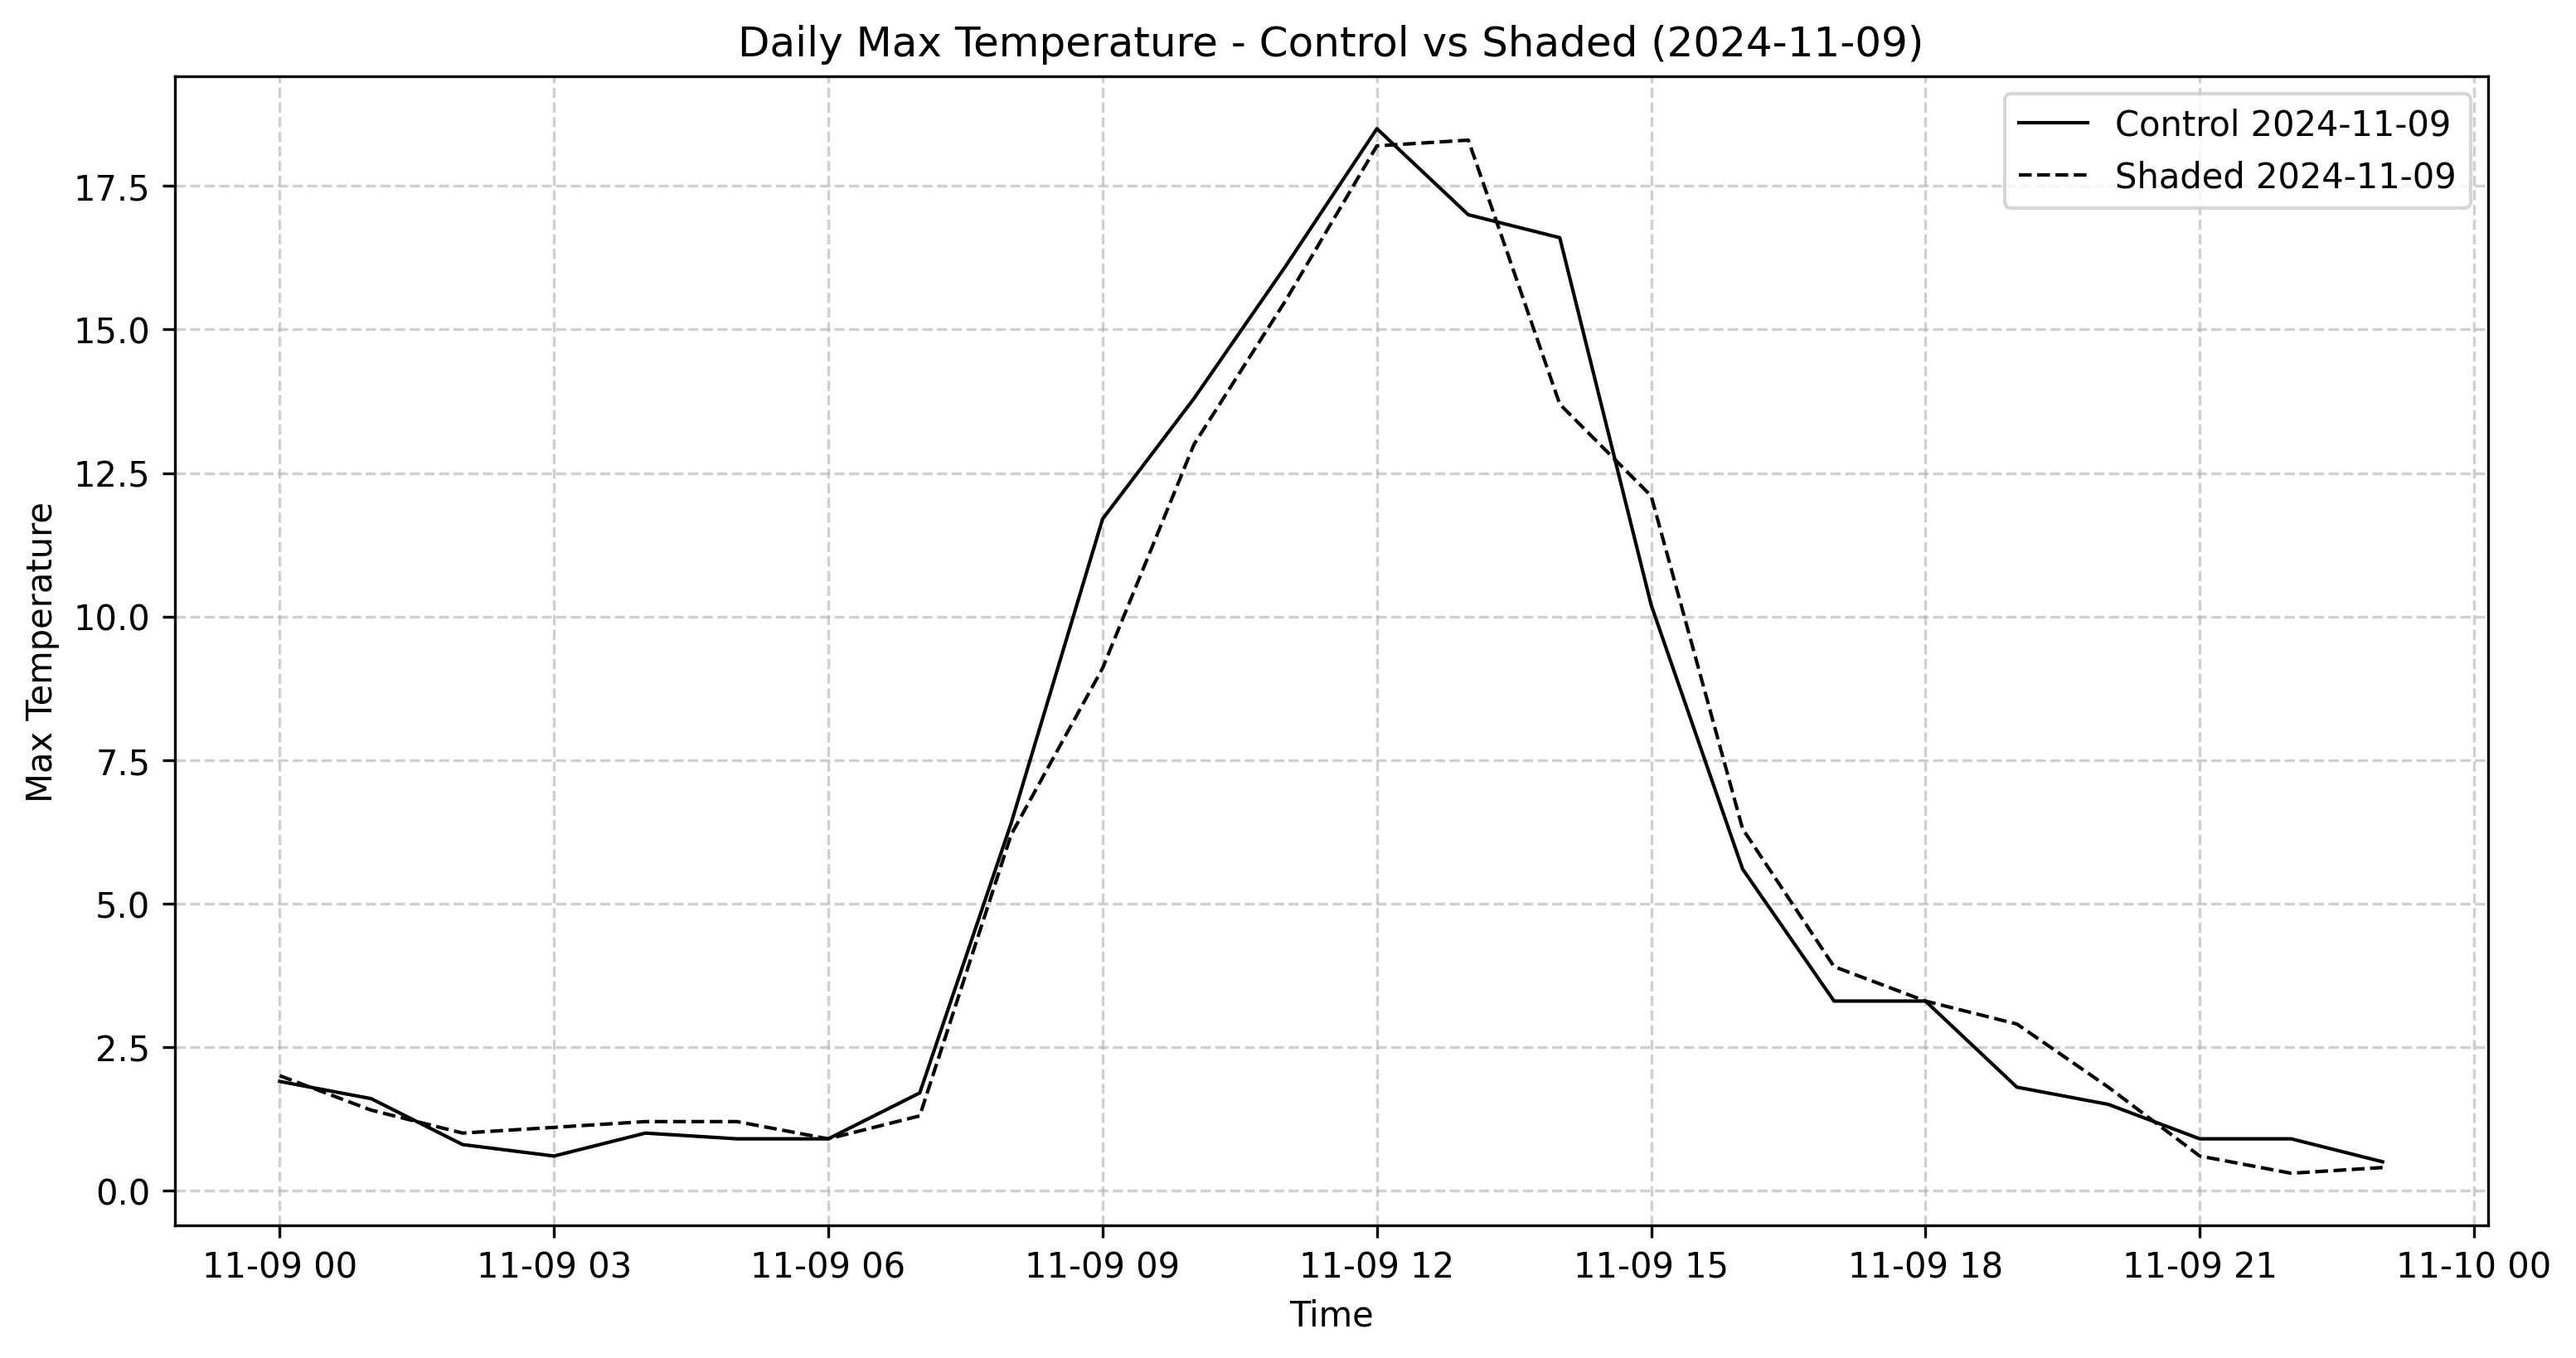 Daily Max Temperature - Control vs Shaded (2024-11-09)
Control 2024-11-09
Shaded 2024-11-09
Max Temperature
17.5
15.0
12.5
10.0
7.5
5.0
2.5
0.0
11-09 00 11-09 03 11-09 06 11-09 09 11-09 12 11-09 15 11-09 18 11-09 21 11-10 00
Time